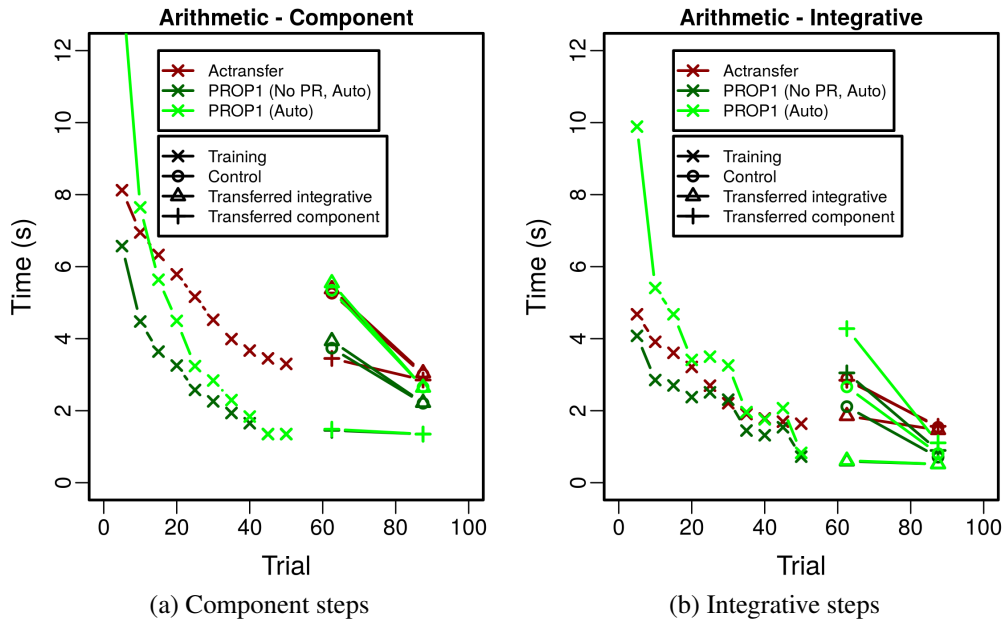 Arithmetic - Component
Time (s)
0 2 4 6 8 10 12
Actransfer
PROP1 (No PR, Auto)
PROP1 (Auto)
Training
Control
Transferred integrative
Transferred component
0 20 40 60 80 100
Trial
(a) Component steps
Arithmetic - Integrative
Time (s)
0 2 4 6 8 10 12
Actransfer
PROP1 (No PR, Auto)
PROP1 (Auto)
Training
Control
Transferred integrative
Transferred component
0 20 40 60 80 100
Trial
(b) Integrative steps